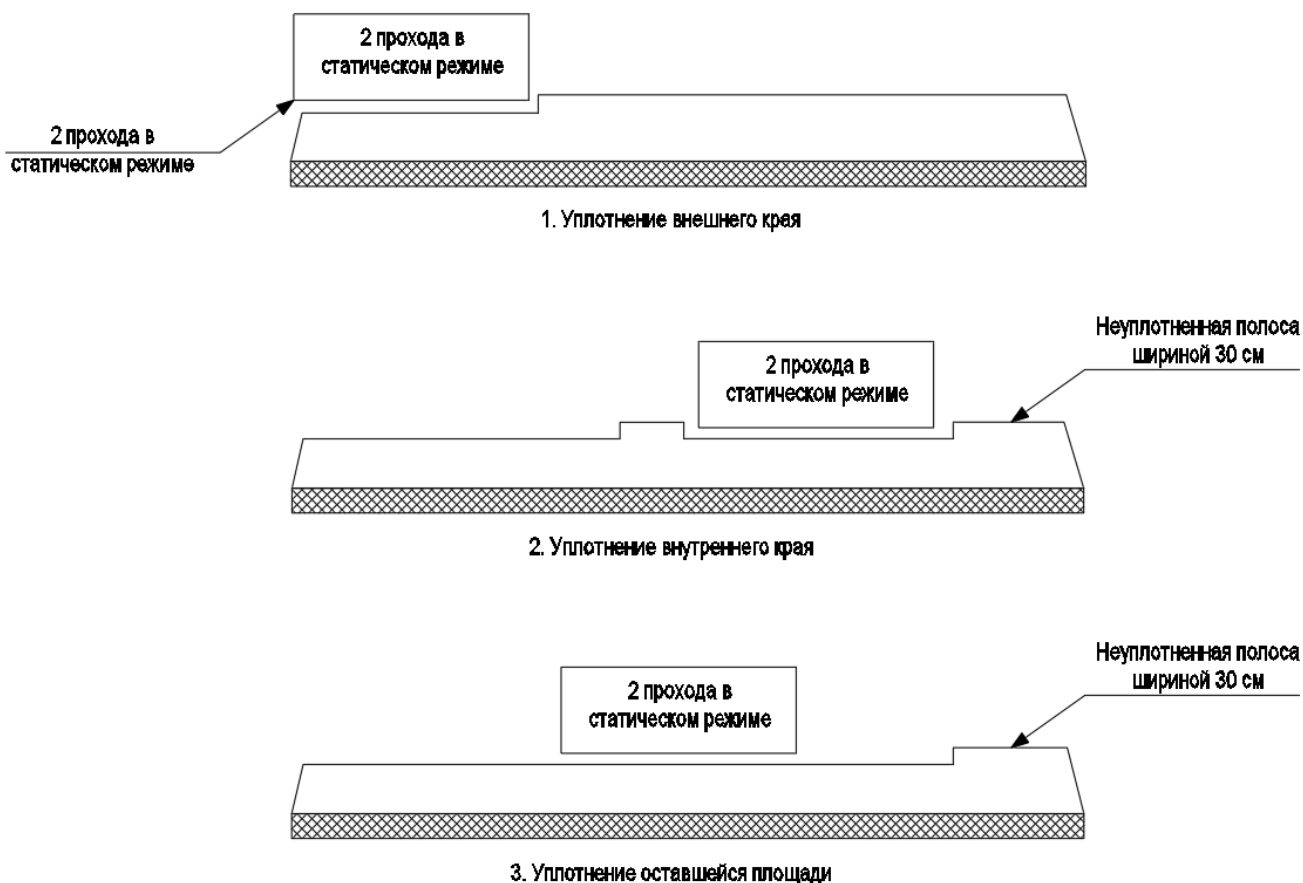 2 прохода в
статическом режиме
2 прохода в
статическом режиме
1. Уплотнение внешнего края
Неуплотненная полоса
шириной 30 см
2 прохода в
статическом режиме
2. Уплотнение внутреннего края
Неуплотненная полоса
шириной 30 см
2 прохода в
статическом режиме
3. Уплотнение оставшейся площади